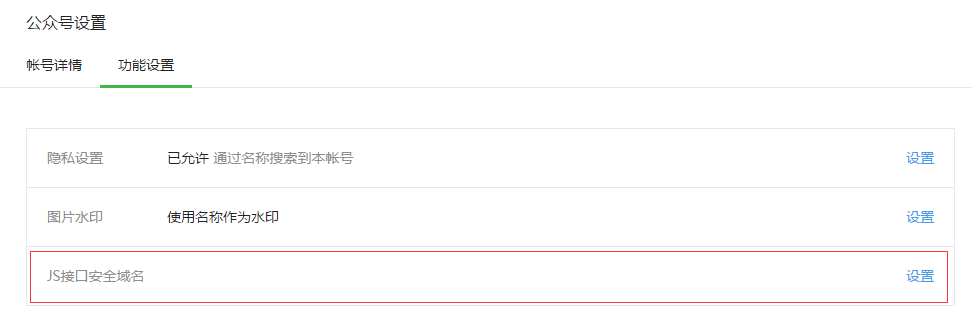 公众号设置
帐号详情 功能设置
隐私设置 已允许 通过名称搜索到本帐号 设置
图片水印 使用名称作为水印 设置
JS接口安全域名 设置